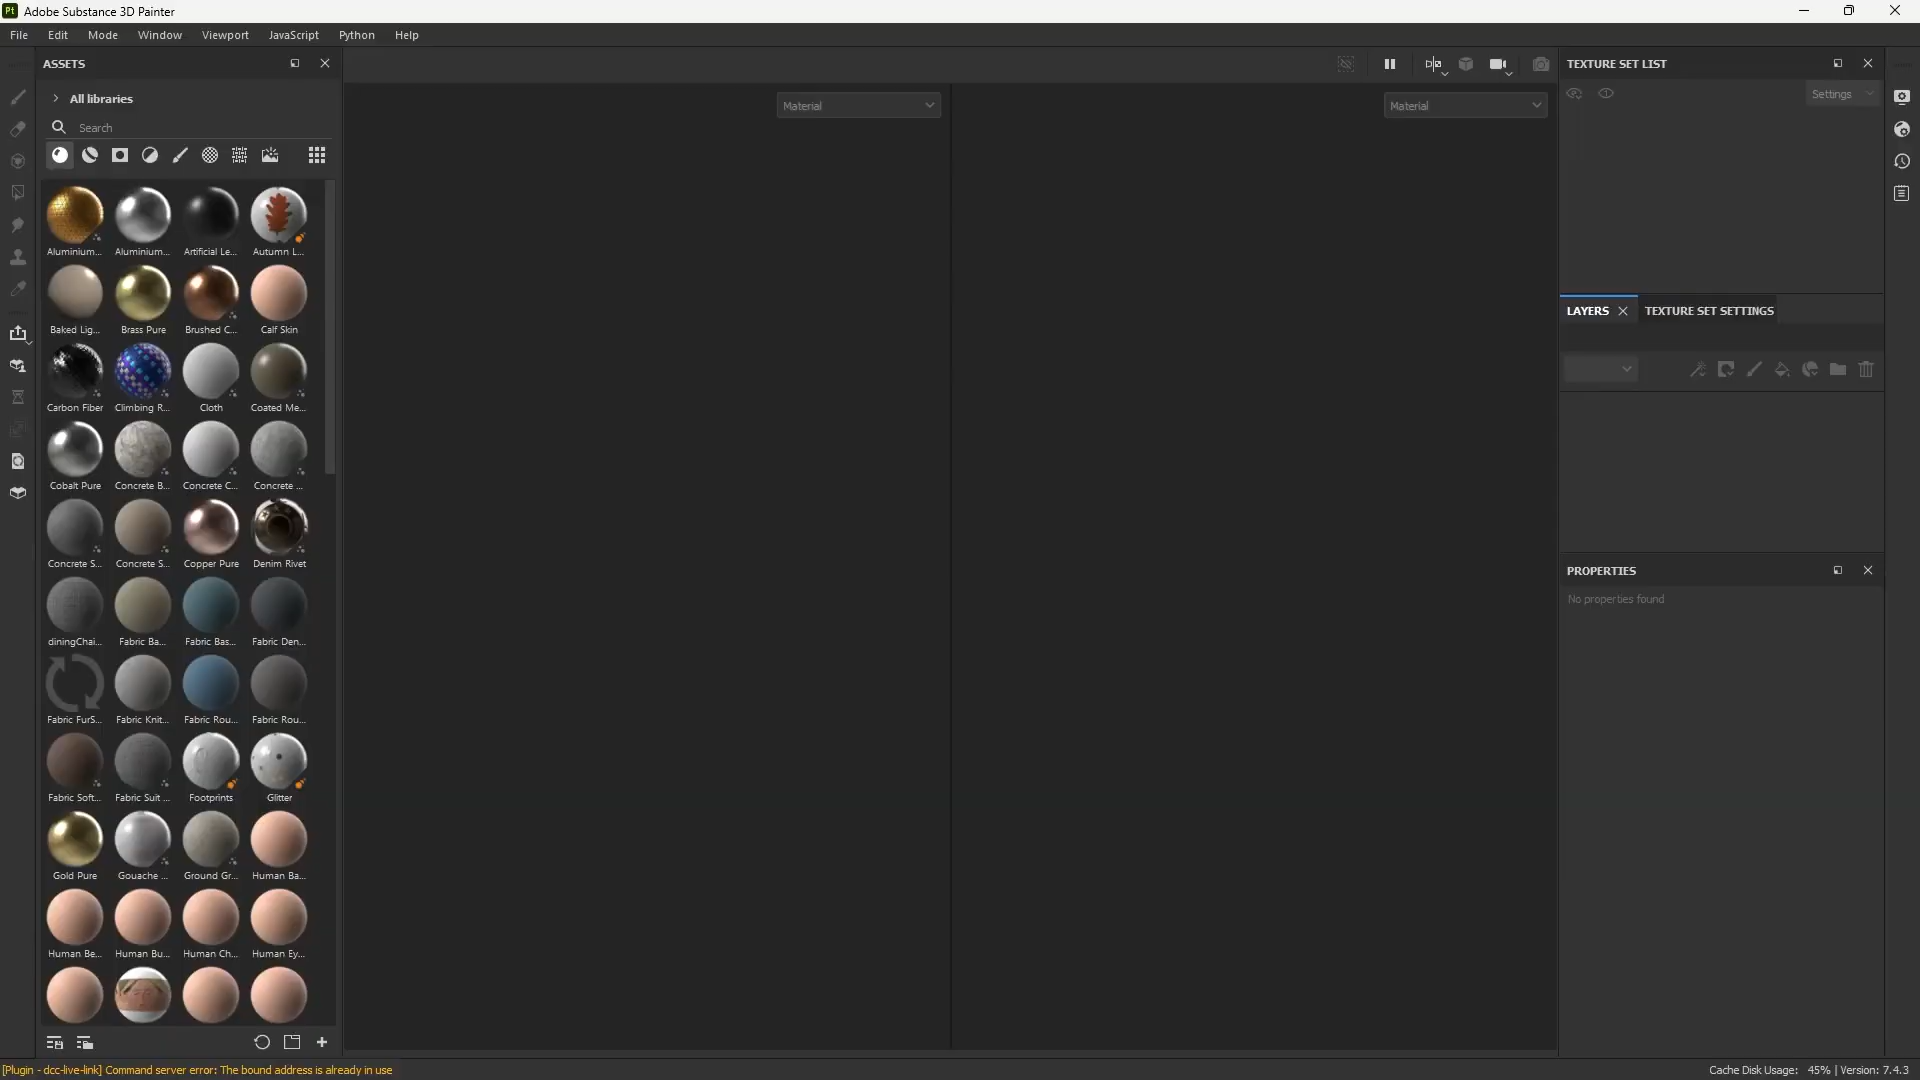 Pt Adobe Substance 3D Painter
File Edit Mode Window Viewport JavaScript Python Help
ASSETS
All libraries
Search
Aluminium... Aluminium... Artificial Le... Autumn L...
Baked Lig... Brass Pure Brushed C... Calf Skin
Carbon Fiber Climbing R... Cloth Coated Me...
Cobalt Pure Concrete B... Concrete C... Concrete ...
Concrete S... Concrete S... Copper Pure Denim Rivet
diningChai... Fabric Ba... Fabric Bas... Fabric Den...
Fabric FurS... Fabric Knit... Fabric Rou... Fabric Rou...
Fabric Soft... Fabric Suit ... Footprints Glitter
Gold Pure Gouache ... Ground Gr... Human Ba...
Human Be... Human Bu... Human Ch... Human Ey...
Material
Material
TEXTURE SET LIST
Settings
LAYERS TEXTURE SET SETTINGS
PROPERTIES
No properties found
[Plugin - dcc-live-link] Command server error: The bound address is already in use
Cache Disk Usage: 45% | Version: 7.4.3